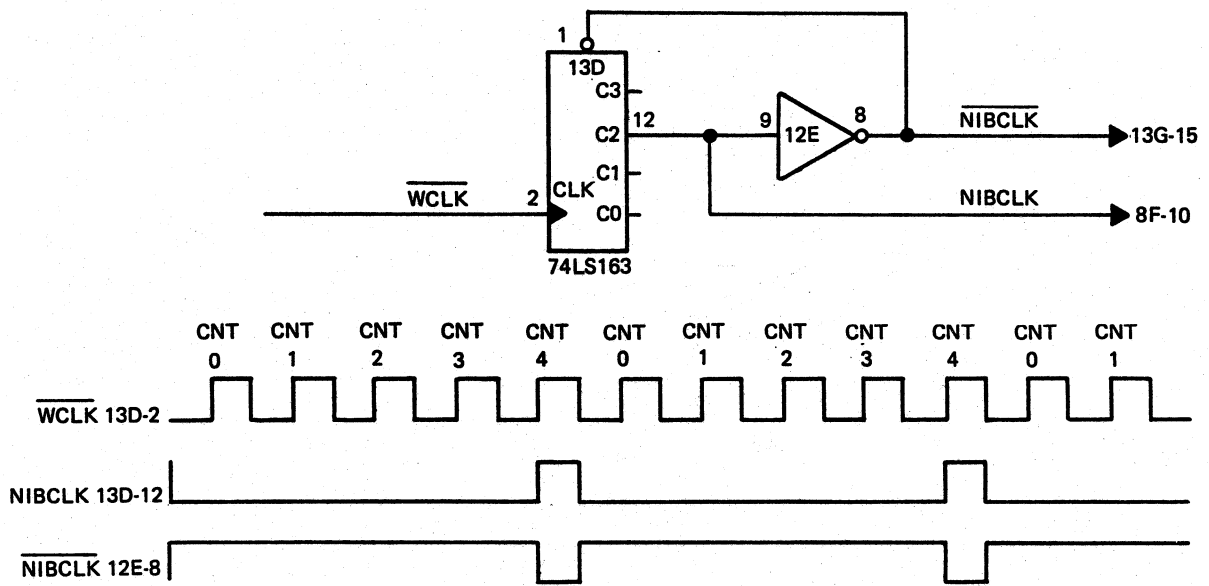 1
13D
C3
C2
12
9
12E
8
NIBCLK
13G-15
C1
WCLK
2
CLK
C0
NIBCLK
8F-10
74LS163
CNT CNT CNT CNT CNT CNT CNT CNT CNT CNT CNT CNT
0 1 2 3 4 0 1 2 3 4 0 1
WCLK 13D-2
NIBCLK 13D-12
NIBCLK 12E-8